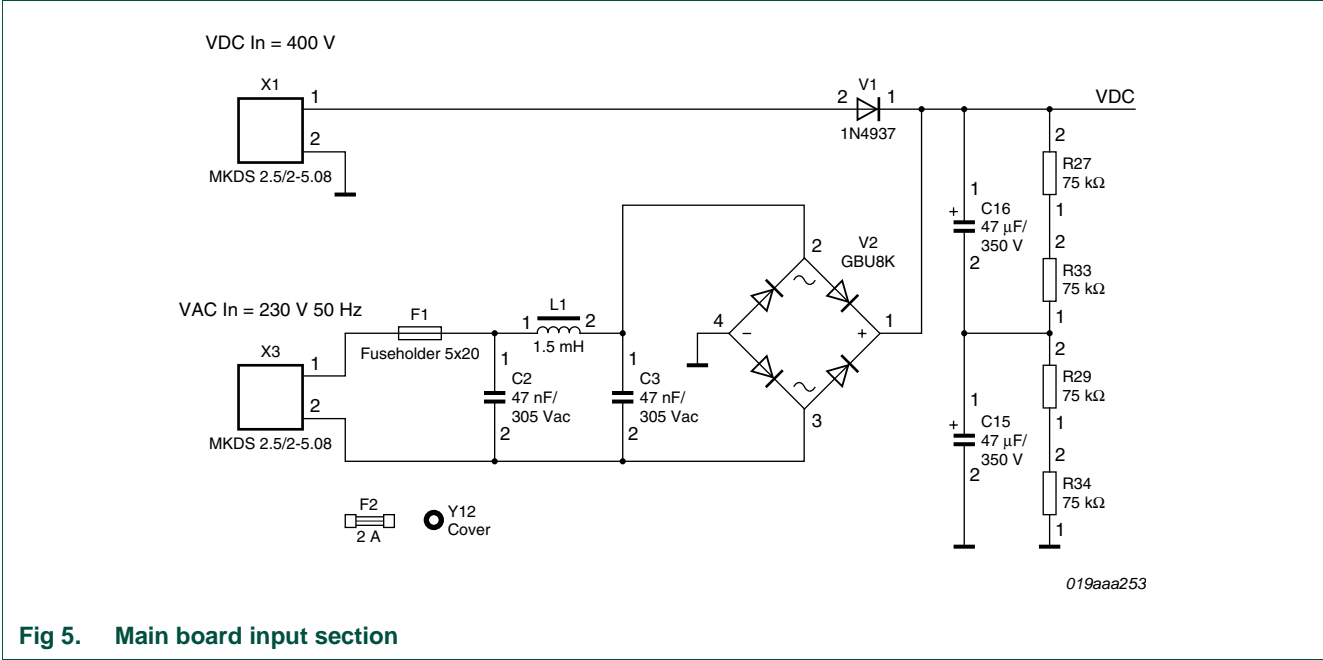 VDC In = 400 V
X1
1
2
MKDS 2.5/2-5.08
V1
2
1
1N4937
VDC
VAC In = 230 V 50 Hz
X3
1
2
MKDS 2.5/2-5.08
F1
Fuseholder 5x20
L1
1
2
1.5 mH
1
C2
47 nF/
305 Vac
2
1
C3
47 nF/
305 Vac
2
V2
GBU8K
2
4
1
3
−
+
1
+
C16
47 μF/
350 V
2
1
+
C15
47 μF/
350 V
2
2
R27
75 kΩ
1
2
R33
75 kΩ
1
2
R29
75 kΩ
1
2
R34
75 kΩ
1
F2
2 A
Y12
Cover
019aaa253
Fig 5. Main board input section